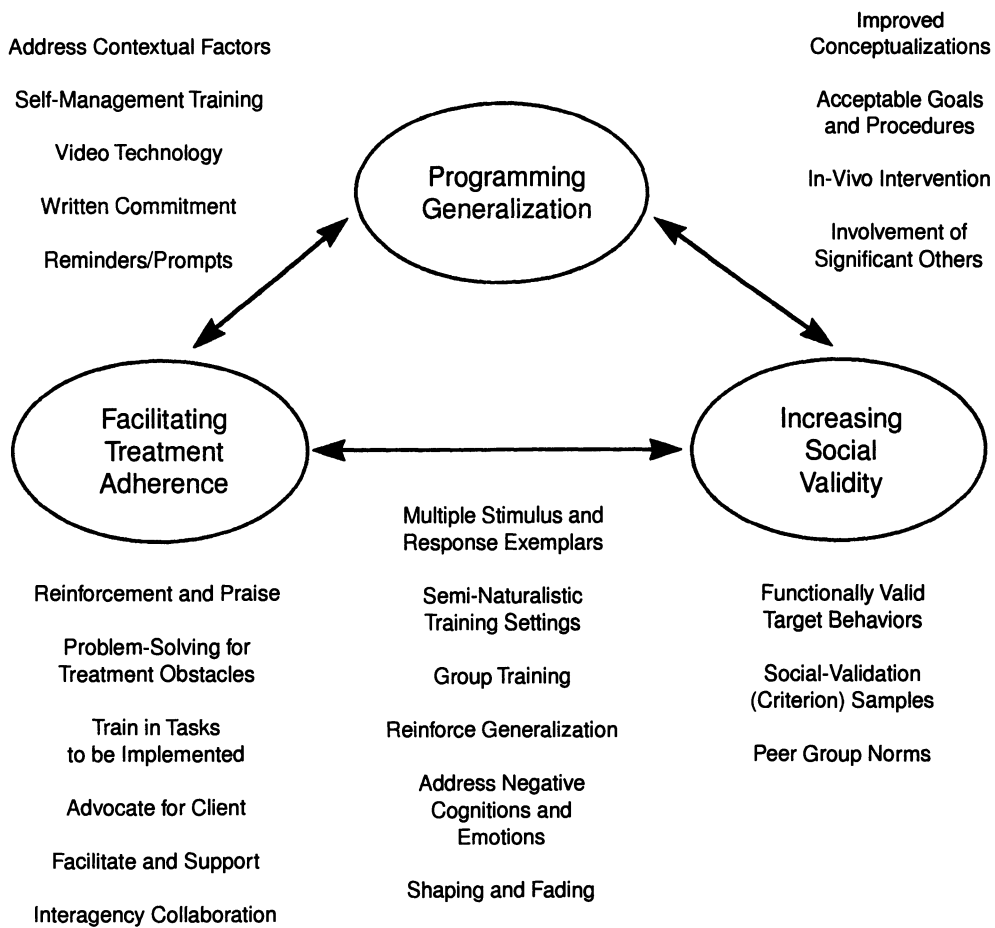 Address Contextual Factors
Self-Management Training
Video Technology
Written Commitment
Reminders/Prompts
Programming
Generalization
Improved
Conceptualizations
Acceptable Goals
and Procedures
In-Vivo Intervention
Involvement of
Significant Others
Facilitating
Treatment
Adherence
Increasing
Social
Validity
Reinforcement and Praise
Problem-Solving for
Treatment Obstacles
Train in Tasks
to be Implemented
Advocate for Client
Facilitate and Support
Interagency Collaboration
Multiple Stimulus and
Response Exemplars
Semi-Naturalistic
Training Settings
Group Training
Reinforce Generalization
Address Negative
Cognitions and
Emotions
Shaping and Fading
Functionally Valid
Target Behaviors
Social-Validation
(Criterion) Samples
Peer Group Norms